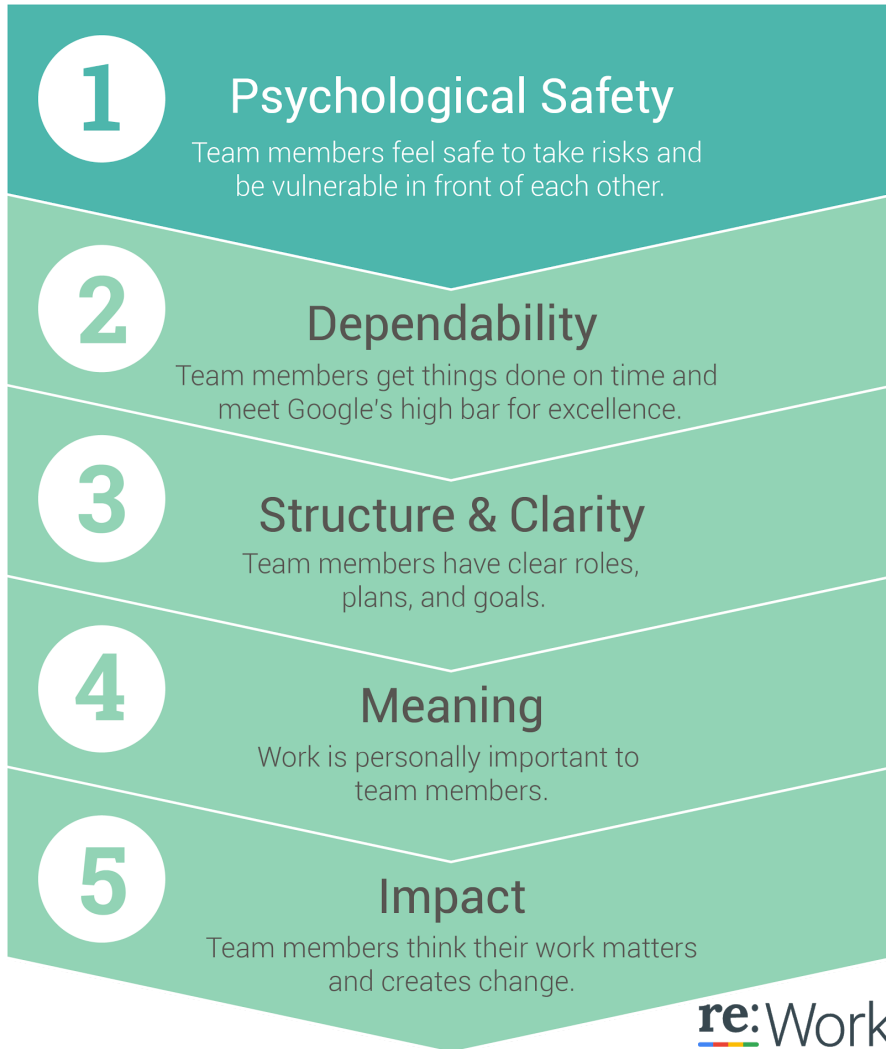 1
Psychological Safety
Team members feel safe to take risks and
be vulnerable in front of each other.
2
Dependability
Team members get things done on time and
meet Google's high bar for excellence.
3
Structure & Clarity
Team members have clear roles,
plans, and goals.
4
Meaning
Work is personally important to
team members.
5
Impact
Team members think their work matters
and creates change.
re:Work